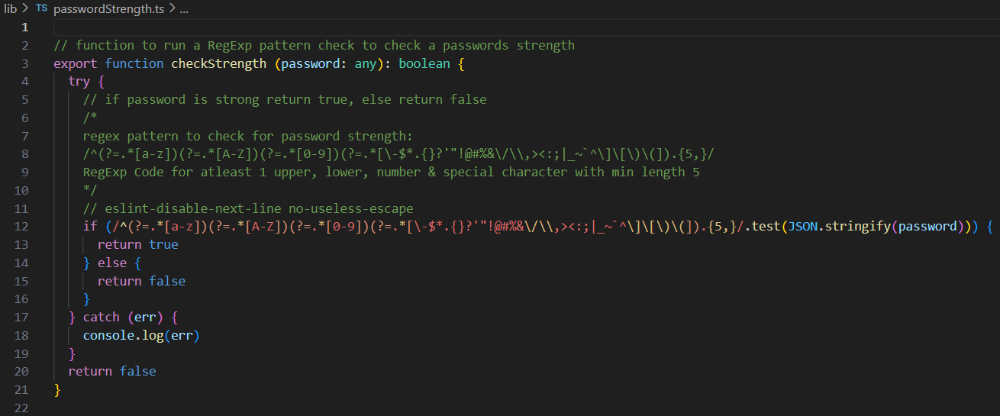 lib > TS passwordStrength.ts > ...
1
2 // function to run a RegExp pattern check to check a passwords strength
3 export function checkStrength (password: any): boolean {
4 try {
5 // if password is strong return true, else return false
6 /*
7 regex pattern to check for password strength:
8 /^(?=.*[a-z])(?=.*[A-Z])(?=.*[0-9])(?=.*[\-$*.{}?'"!@#%&\/\\,><:;|_~`^\]\[\)\(]).{5,}/
9 RegExp Code for atleast 1 upper, lower, number & special character with min length 5
10 */
11 // eslint-disable-next-line no-useless-escape
12 if (/^(?=.*[a-z])(?=.*[A-Z])(?=.*[0-9])(?=.*[\-$*.{}?'"!@#%&\/\\,><:;|_~`^\]\[\)\(]).{5,}/.test(JSON.stringify(password))) {
13 return true
14 } else {
15 return false
16 }
17 } catch (err) {
18 console.log(err)
19 }
20 return false
21 }
22